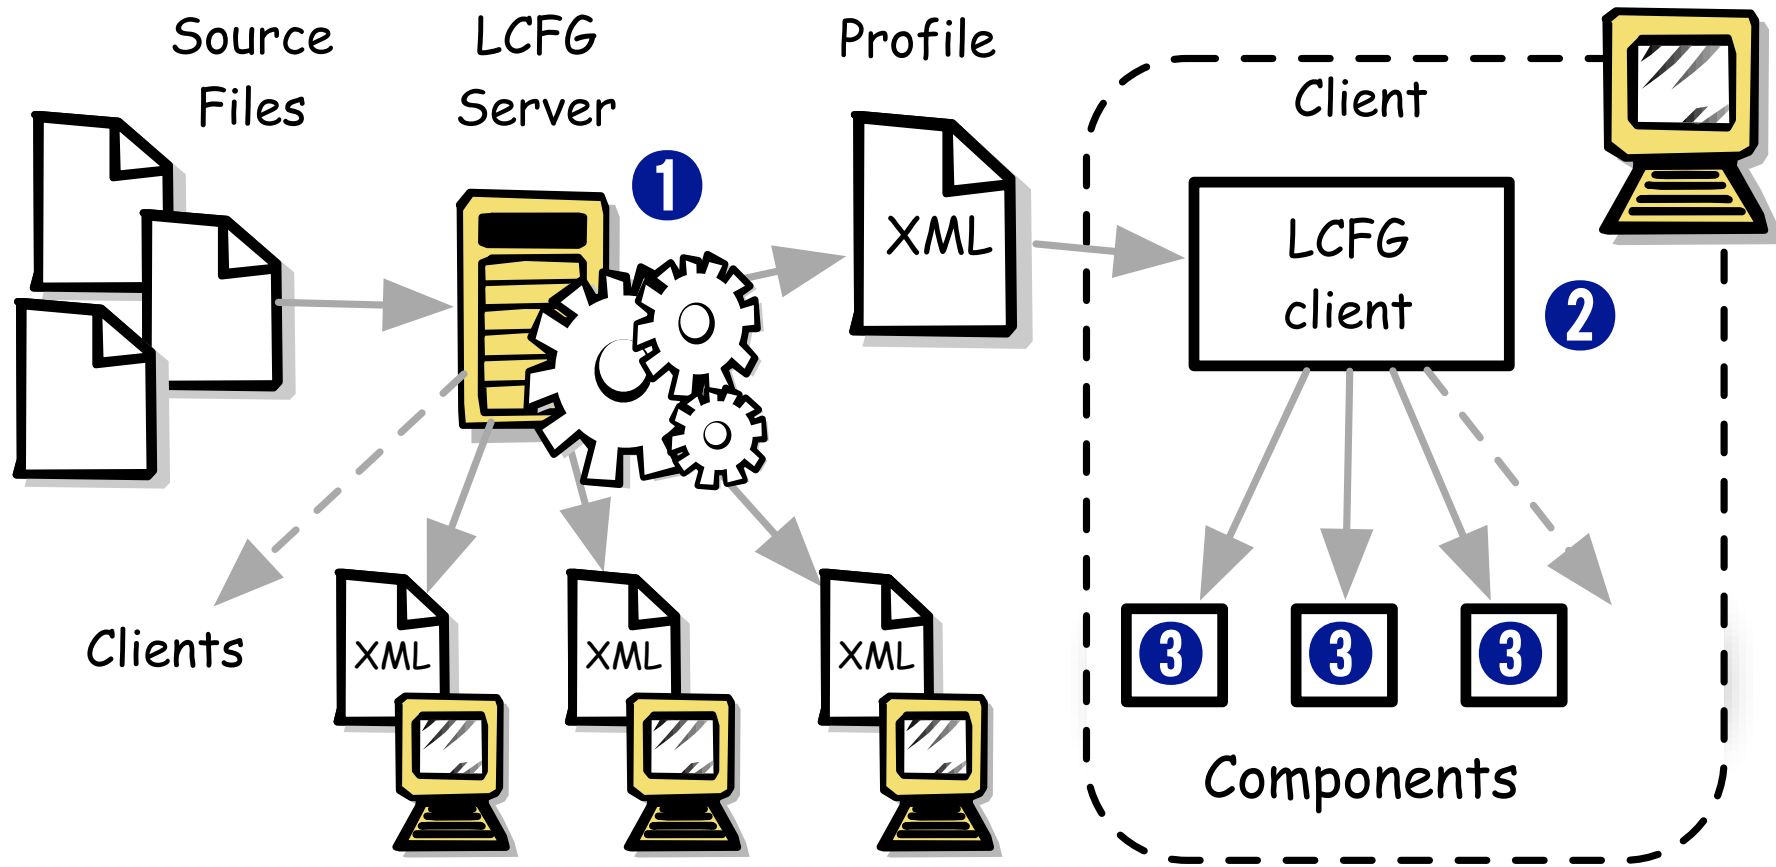 Source
Files
LCFG
Server
Profile
Client
1
XML
LCFG
client
2
Clients
XML
XML
XML
3
3
3
Components